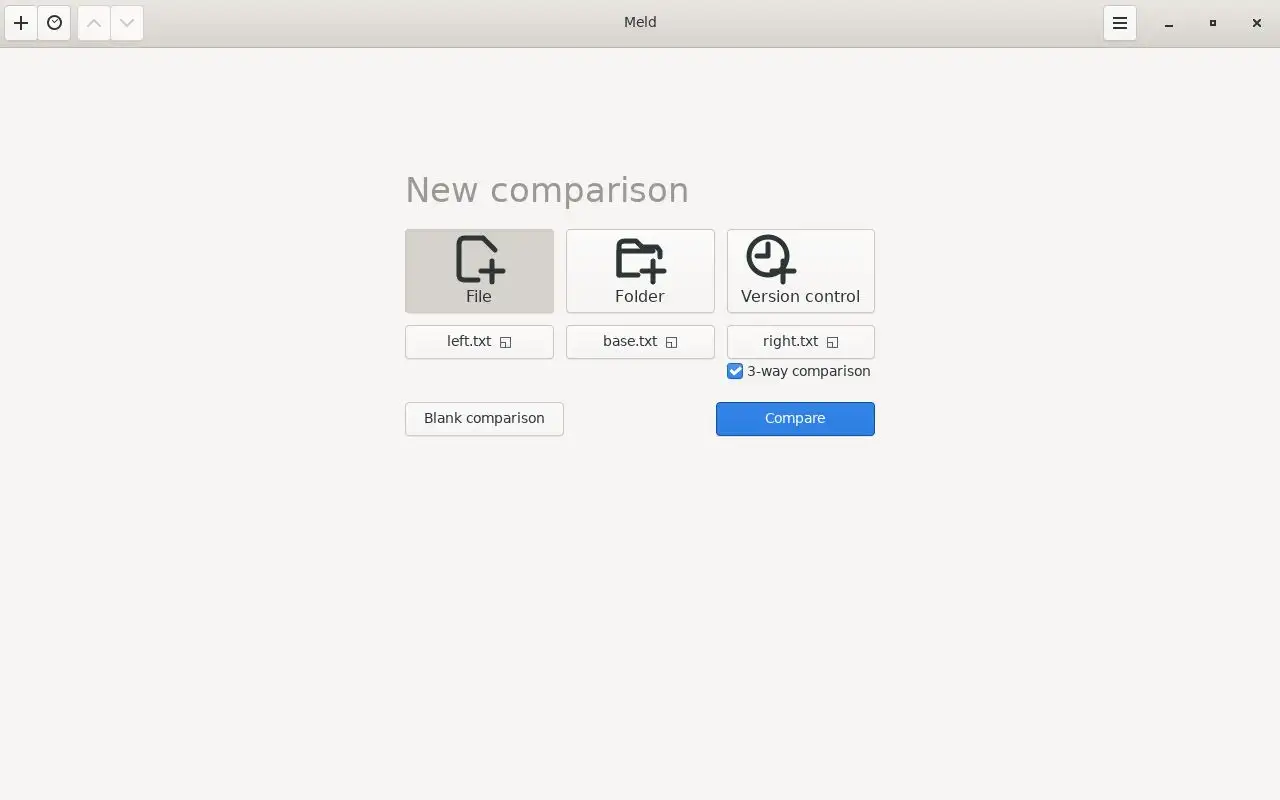 Meld
New comparison
File
Folder
Version control
left.txt
base.txt
right.txt
3-way comparison
Blank comparison
Compare